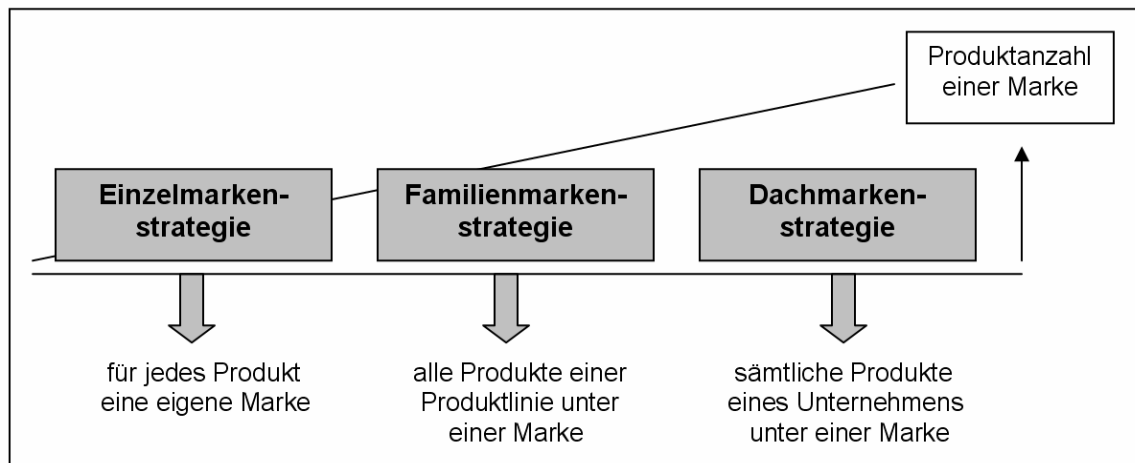 Produktanzahl
einer Marke
Einzelmarken-
strategie
Familienmarken-
strategie
Dachmarken-
strategie
für jedes Produkt
eine eigene Marke
alle Produkte einer
Produktlinie unter
einer Marke
sämtliche Produkte
eines Unternehmens
unter einer Marke